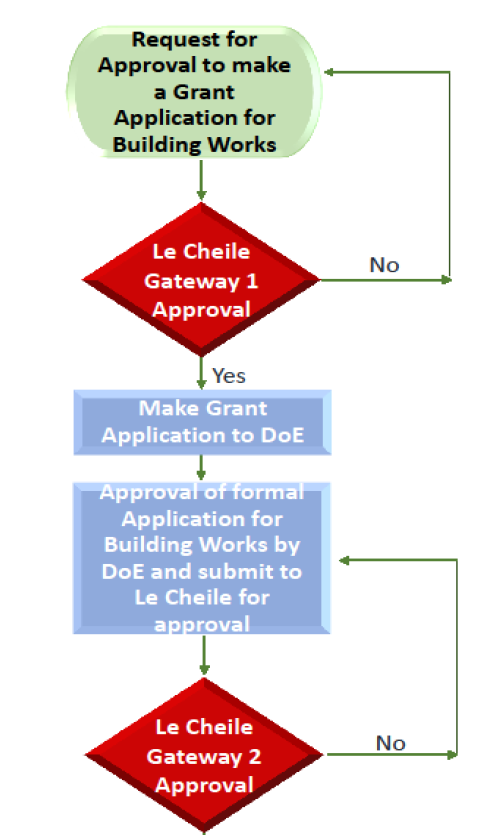 Request for
Approval to make
a Grant
Application for
Building Works
Le Cheile
Gateway 1
Approval
No
Yes
Make Grant
Application to DoE
Approval of formal
Application for
Building Works by
DoE and submit to
Le Cheile for
approval
Le Cheile
Gateway 2
Approval
No